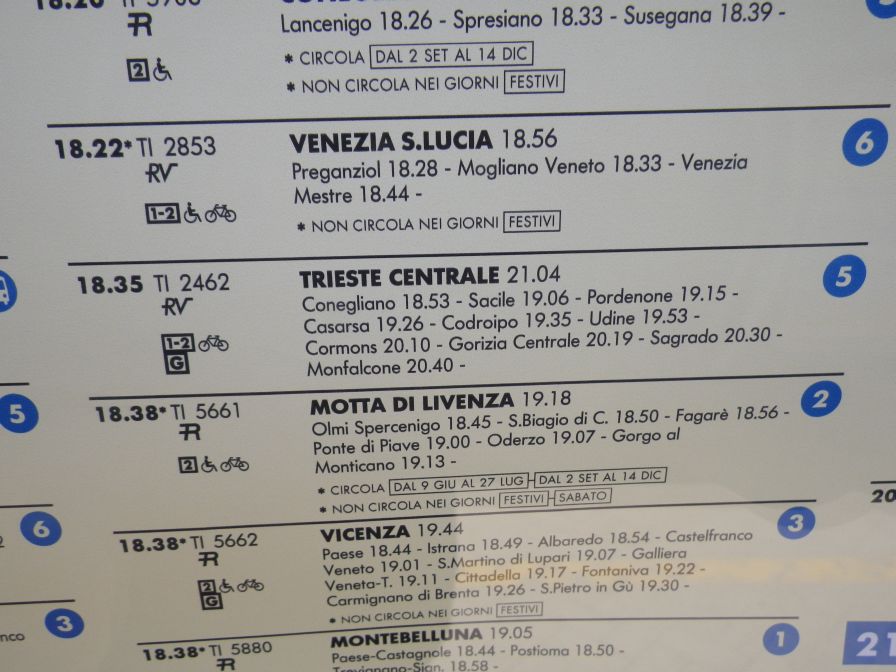 Lancenigo 18.26 - Spresiano 18.33 - Susegana 18.39 -
2
* CIRCOLA DAL 2 SET AL 14 DIC
* NON CIRCOLA NEI GIORNI FESTIVI
18.22* TI 2853 VENEZIA S.LUCIA 18.56 6
RV Preganziol 18.28 - Mogliano Veneto 18.33 - Venezia
Mestre 18.44 -
1-2
* NON CIRCOLA NEI GIORNI FESTIVI
18.35 TI 2462 TRIESTE CENTRALE 21.04 5
RV Conegliano 18.53 - Sacile 19.06 - Pordenone 19.15 -
Casarsa 19.26 - Codroipo 19.35 - Udine 19.53 -
1-2 Cormons 20.10 - Gorizia Centrale 20.19 - Sagrado 20.30 -
G Monfalcone 20.40 -
5
18.38* TI 5661 MOTTA DI LIVENZA 19.18 2
R Olmi Spercenigo 18.45 - S.Biagio di C. 18.50 - Fagarè 18.56 -
Ponte di Piave 19.00 - Oderzo 19.07 - Gorgo al
2 Monticano 19.13 -
* CIRCOLA DAL 9 GIU AL 27 LUG - DAL 2 SET AL 14 DIC
* NON CIRCOLA NEI GIORNI FESTIVI - SABATO
20
6
18.38* TI 5662 VICENZA 19.44 3
R Paese 18.44 - Istrana 18.49 - Albaredo 18.54 - Castelfranco
Veneto 19.01 - S.Martino di Lupari 19.07 - Galliera
2 Veneta-T. 19.11 - Cittadella 19.17 - Fontaniva 19.22 -
G Carmignano di Brenta 19.26 - S.Pietro in Gù 19.30 -
* NON CIRCOLA NEI GIORNI FESTIVI
3
18.38* TI 5880 MONTEBELLUNA 19.05 1
R Paese-Castagnole 18.44 - Postioma 18.50 -
Trevignano-Sign. 18.58 -
21